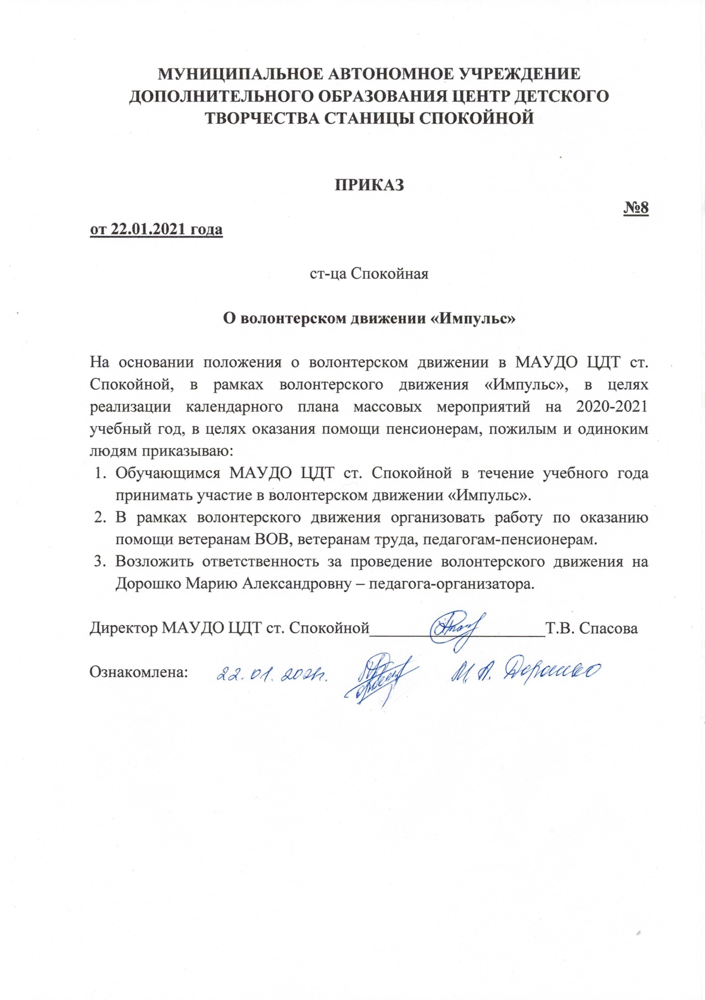 МУНИЦИПАЛЬНОЕ АВТОНОМНОЕ УЧРЕЖДЕНИЕ
ДОПОЛНИТЕЛЬНОГО ОБРАЗОВАНИЯ ЦЕНТР ДЕТСКОГО
ТВОРЧЕСТВА СТАНИЦЫ СПОКОЙНОЙ
ПРИКАЗ
№8
от 22.01.2021 года
ст-ца Спокойная
О волонтерском движении «Импульс»
На основании положения о волонтерском движении в МАУДО ЦДТ ст.
Спокойной, в рамках волонтерского движения «Импульс», в целях
реализации календарного плана массовых мероприятий на 2020-2021
учебный год, в целях оказания помощи пенсионерам, пожилым и одиноким
людям приказываю:
1. Обучающимся МАУДО ЦДТ ст. Спокойной в течение учебного года
принимать участие в волонтерском движении «Импульс».
2. В рамках волонтерского движения организовать работу по оказанию
помощи ветеранам ВОВ, ветеранам труда, педагогам-пенсионерам.
3. Возложить ответственность за проведение волонтерского движения на
Дорошко Марию Александровну – педагога-организатора.
Директор МАУДО ЦДТ ст. Спокойной____________________Т.В. Спасова
Ознакомлена: 22.01.2021г. М.А. Дорошко